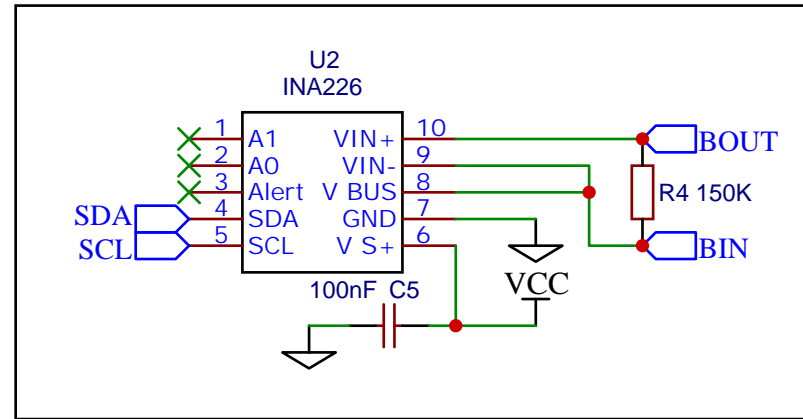 U2
INA226
1 A1 VIN+ 10
2 A0 VIN- 9
3 Alert V BUS 8
4 SDA GND 7
5 SCL V S+ 6
SDA
SCL
BOUT
R4 150K
BIN
VCC
100nF C5